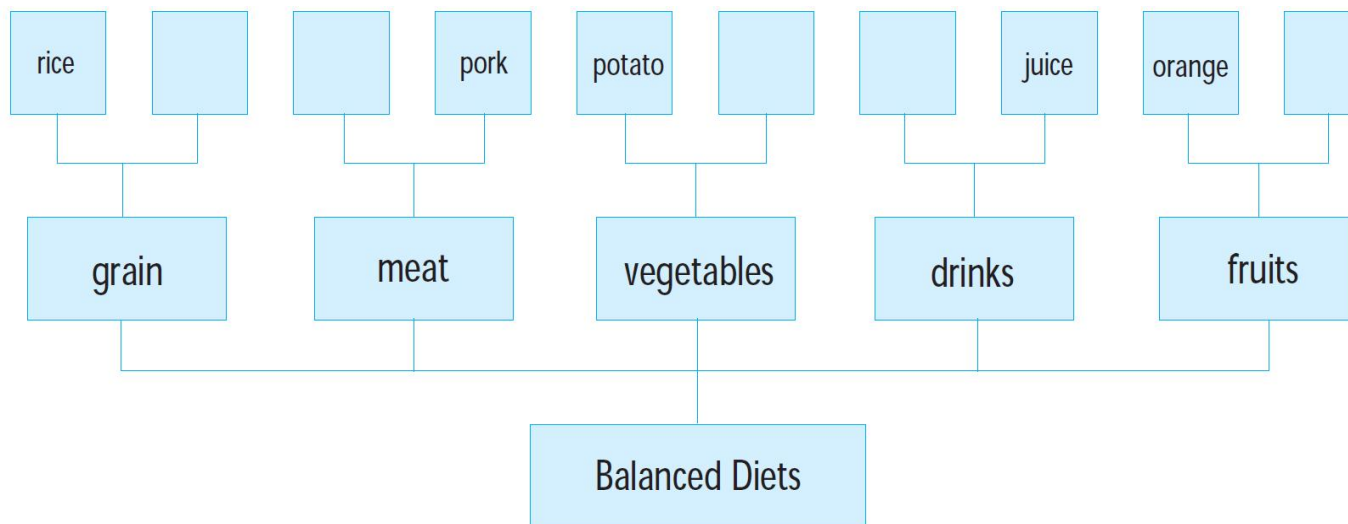 rice
pork
potato
juice
orange
grain
meat
vegetables
drinks
fruits
Balanced Diets